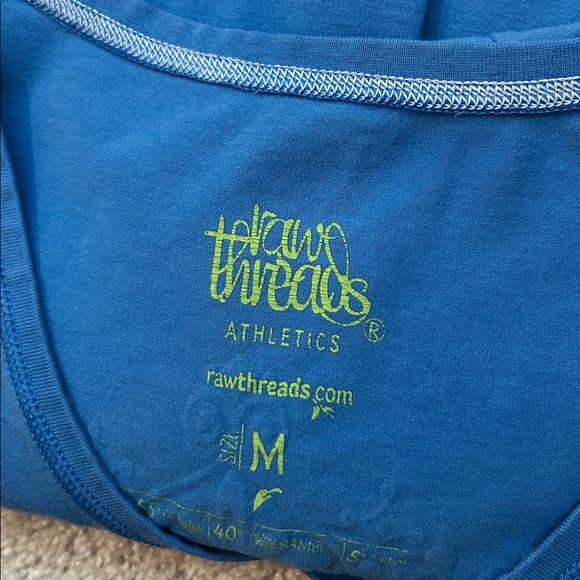 raw
threads®
ATHLETICS
rawthreads.com
SIZE M
40